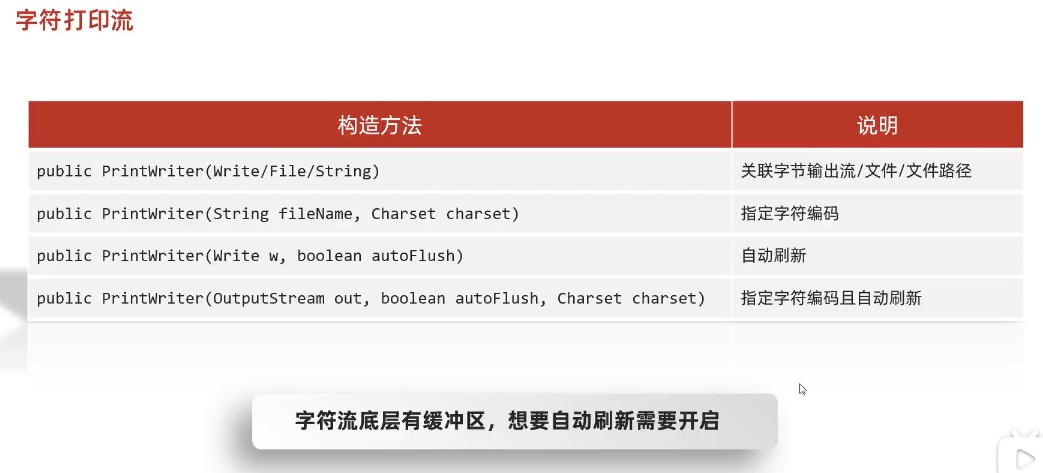 字符打印流
构造方法 说明
public PrintWriter(Write/File/String) 关联字节输出流/文件/文件路径
public PrintWriter(String fileName, Charset charset) 指定字符编码
public PrintWriter(Write w, boolean autoFlush) 自动刷新
public PrintWriter(OutputStream out, boolean autoFlush, Charset charset) 指定字符编码且自动刷新
字符流底层有缓冲区，想要自动刷新需要开启